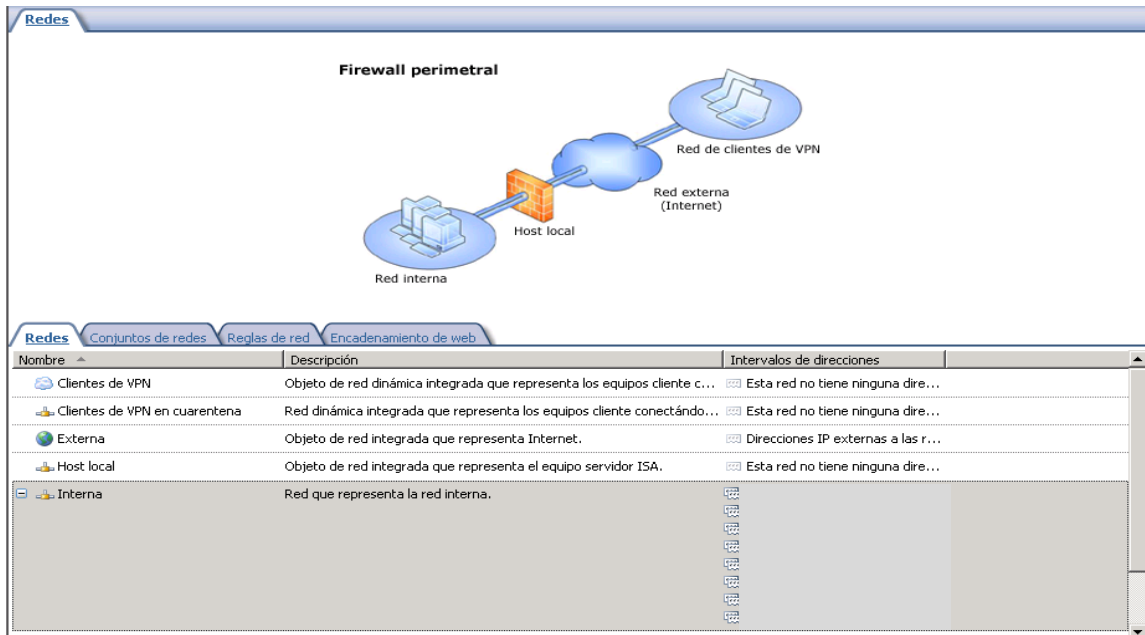 Redes
Firewall perimetral
Red de clientes de VPN
Red externa
(Internet)
Host local
Red interna
Redes Conjuntos de redes Reglas de red Encadenamiento de web
Nombre Descripción Intervalos de direcciones
Clientes de VPN Objeto de red dinámica integrada que representa los equipos cliente c... Esta red no tiene ninguna dire...
Clientes de VPN en cuarentena Red dinámica integrada que representa los equipos cliente conectándo... Esta red no tiene ninguna dire...
Externa Objeto de red integrada que representa Internet. Direcciones IP externas a las r...
Host local Objeto de red integrada que representa el equipo servidor ISA. Esta red no tiene ninguna dire...
Interna Red que representa la red interna.